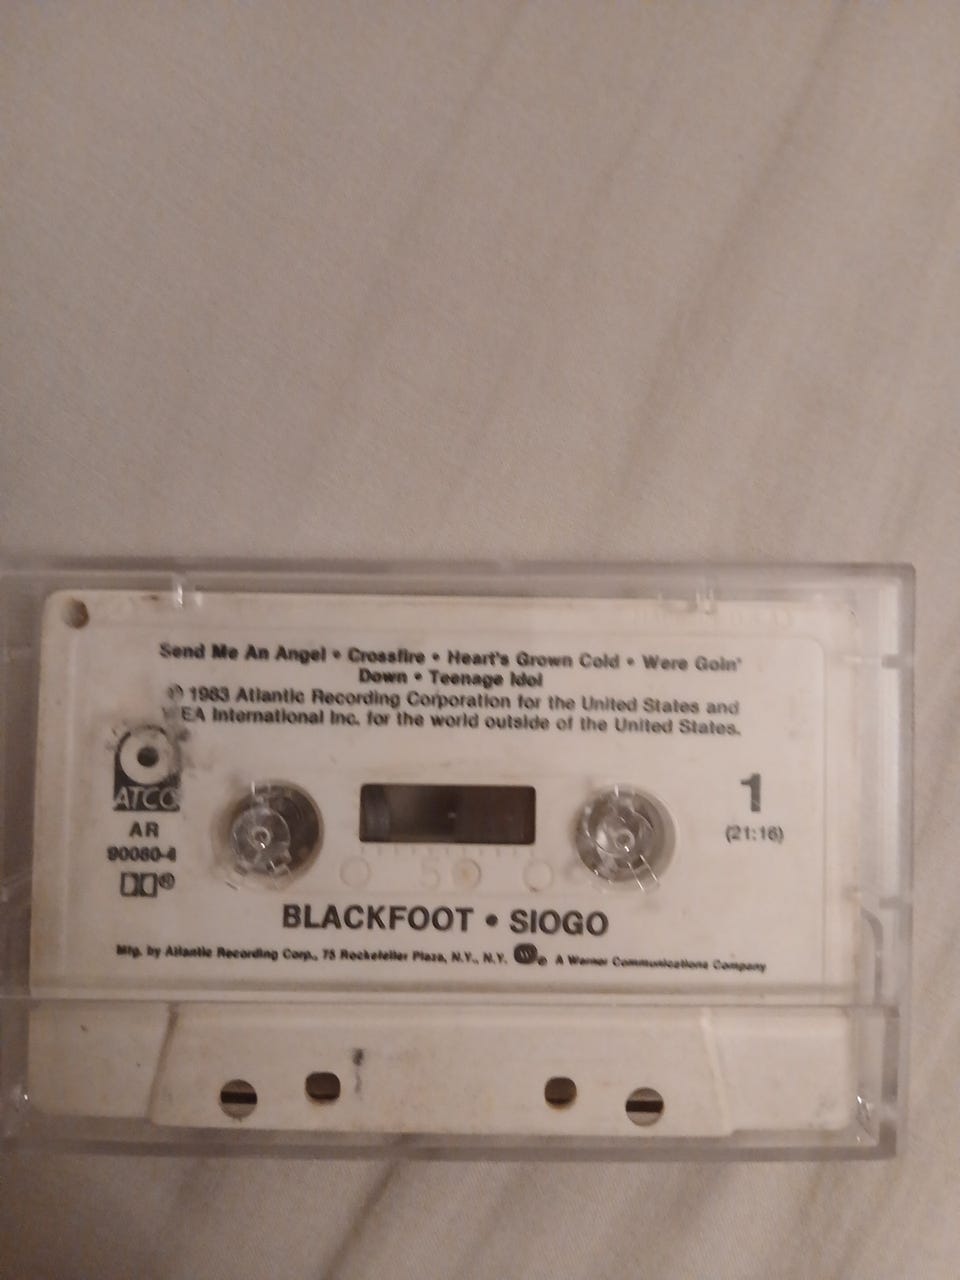 Send Me An Angel • Crossfire • Heart's Grown Cold • Were Goin'
Down • Teenage Idol
℗ 1983 Atlantic Recording Corporation for the United States and
WEA International Inc. for the world outside of the United States.
ATCO
AR
90080-4
1
(21:16)
50
BLACKFOOT • SIOGO
Mfg. by Atlantic Recording Corp., 75 Rockefeller Plaza, N.Y., N.Y. A Warner Communications Company